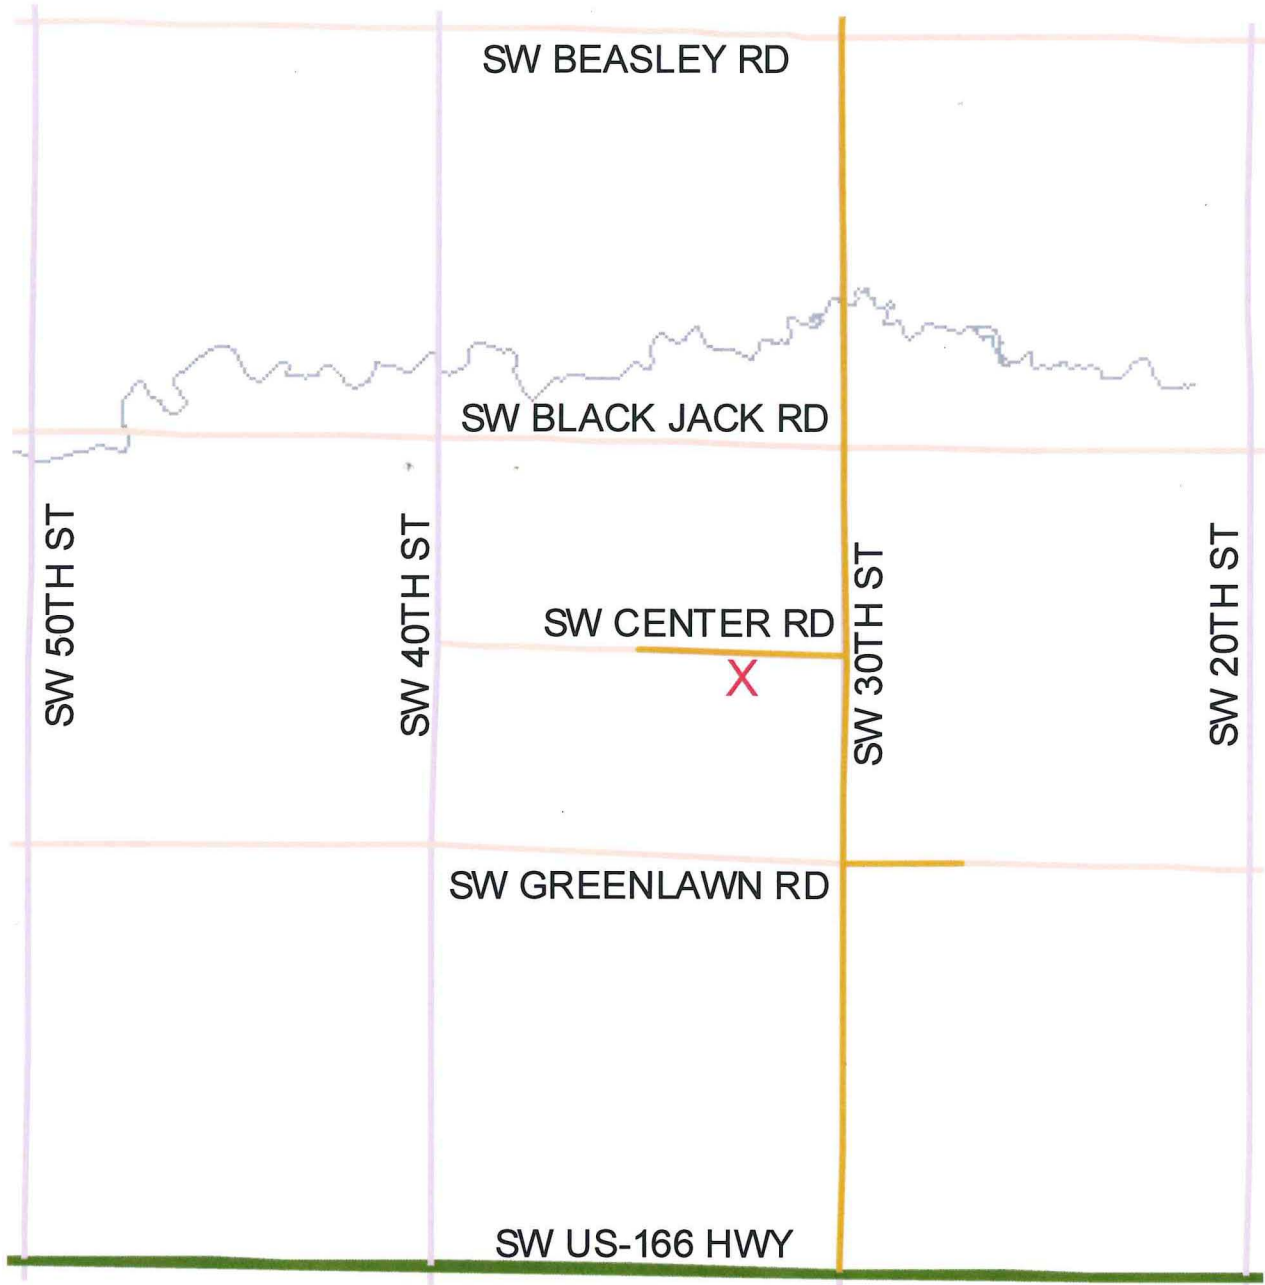 SW BEASLEY RD
SW BLACK JACK RD
SW 50TH ST
SW 40TH ST
SW CENTER RD
X
SW 30TH ST
SW 20TH ST
SW GREENLAWN RD
SW US-166 HWY